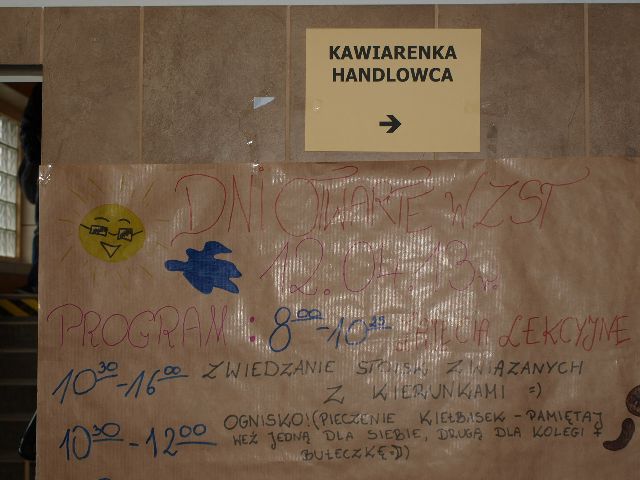 KAWIARENKA
HANDLOWCA
DNI OTWARTE W ZST
12.04.13r.
PROGRAM: 8⁰⁰-10²⁵ ZAJĘCIA LEKCYJNE
10³⁰-16⁰⁰ ZWIEDZANIE STOISK ZWIĄZANYCH
Z KIERUNKAMI =)
10³⁰-12⁰⁰ OGNISKO!(PIECZENIE KIEŁBASEK - PAMIĘTAJ
WEŹ JEDNĄ DLA SIEBIE, DRUGĄ DLA KOLEGI +
BUŁECZKĘ=D)